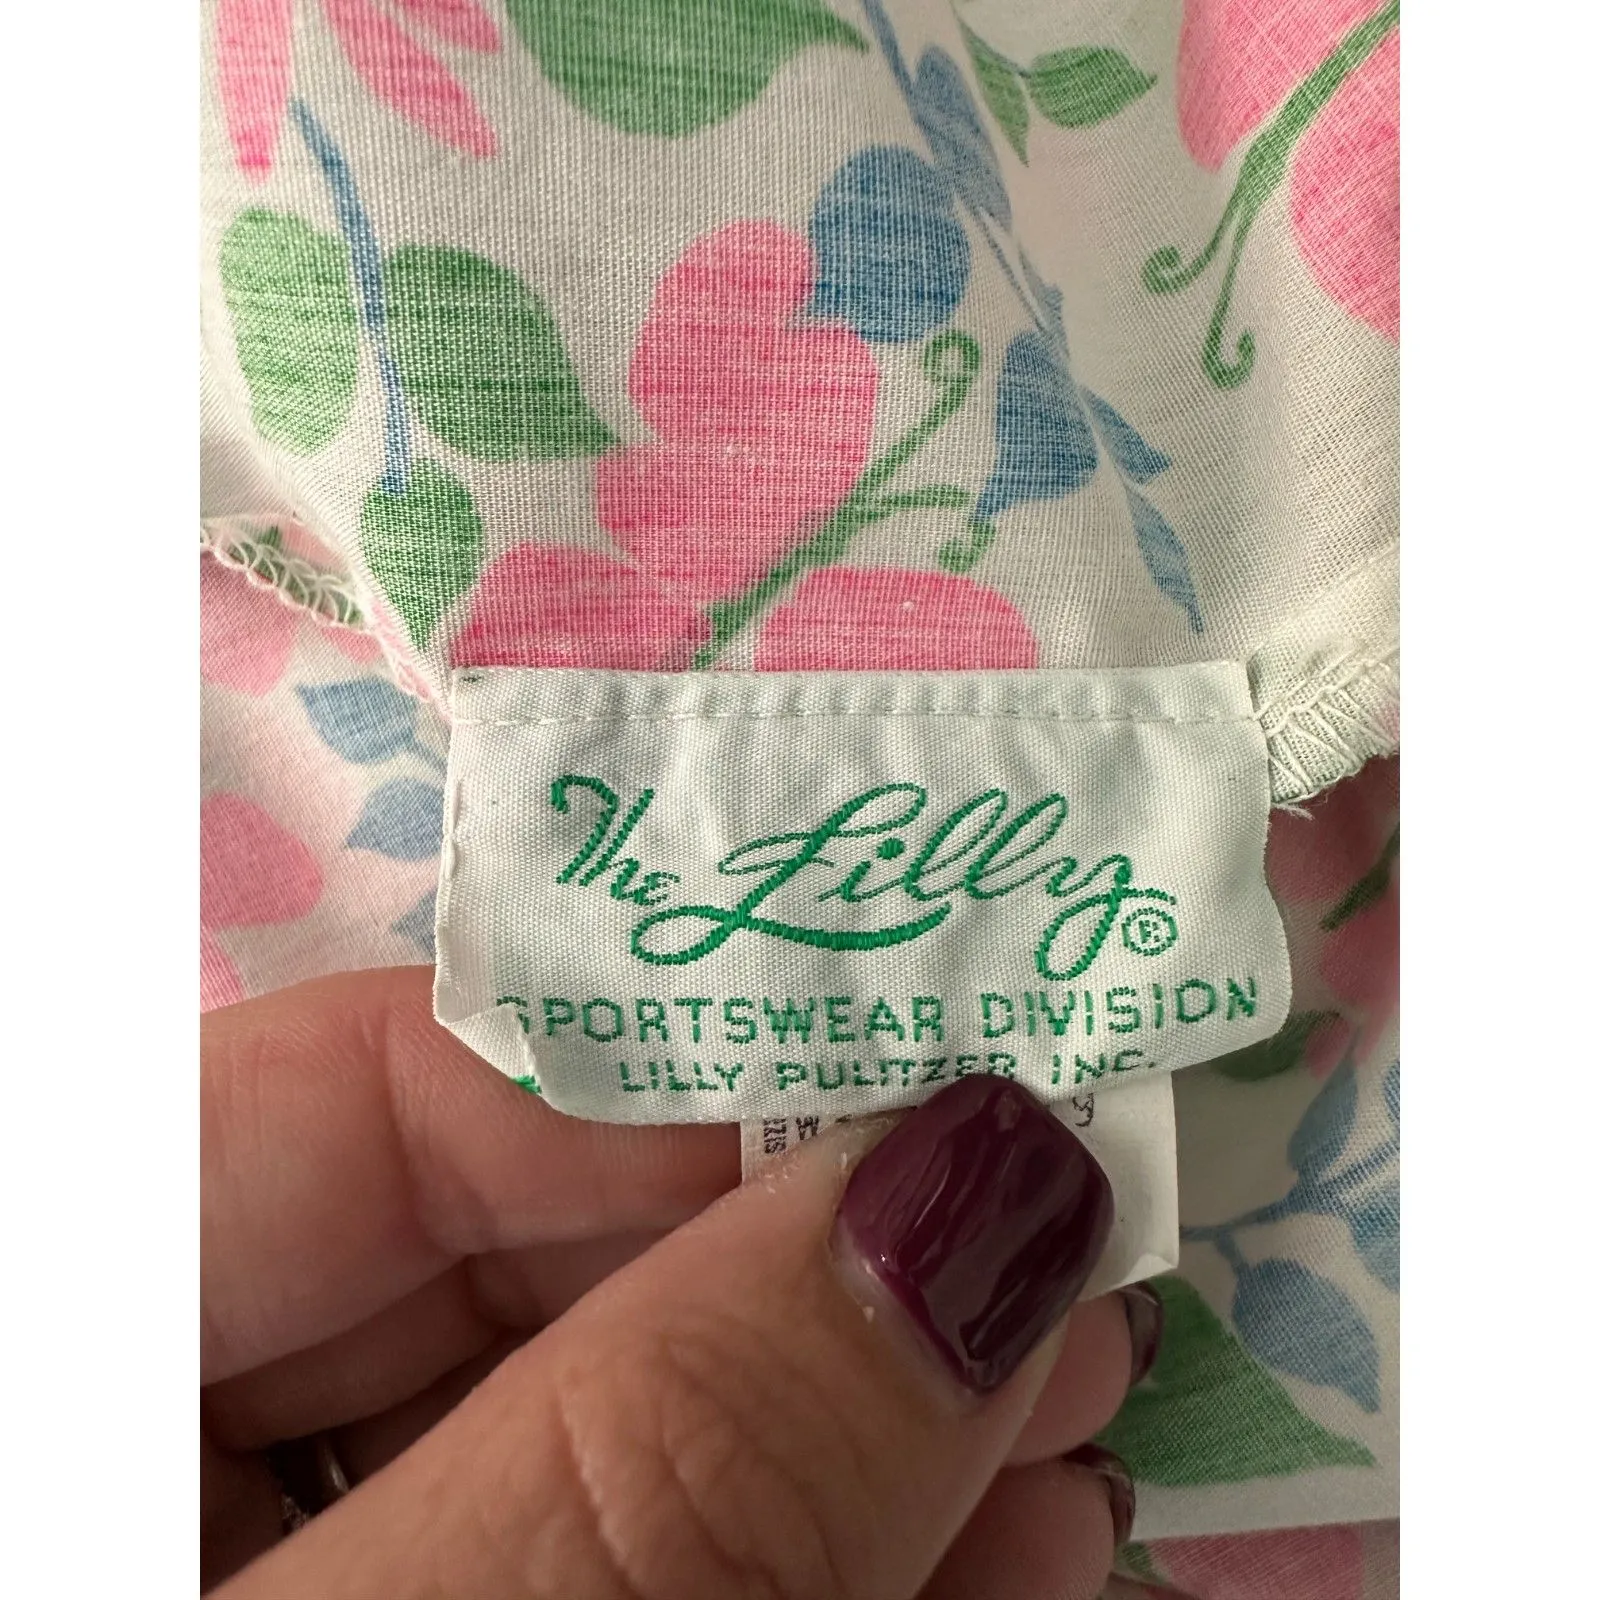 The Lilly®
SPORTSWEAR DIVISION
LILLY PULITZER INC.